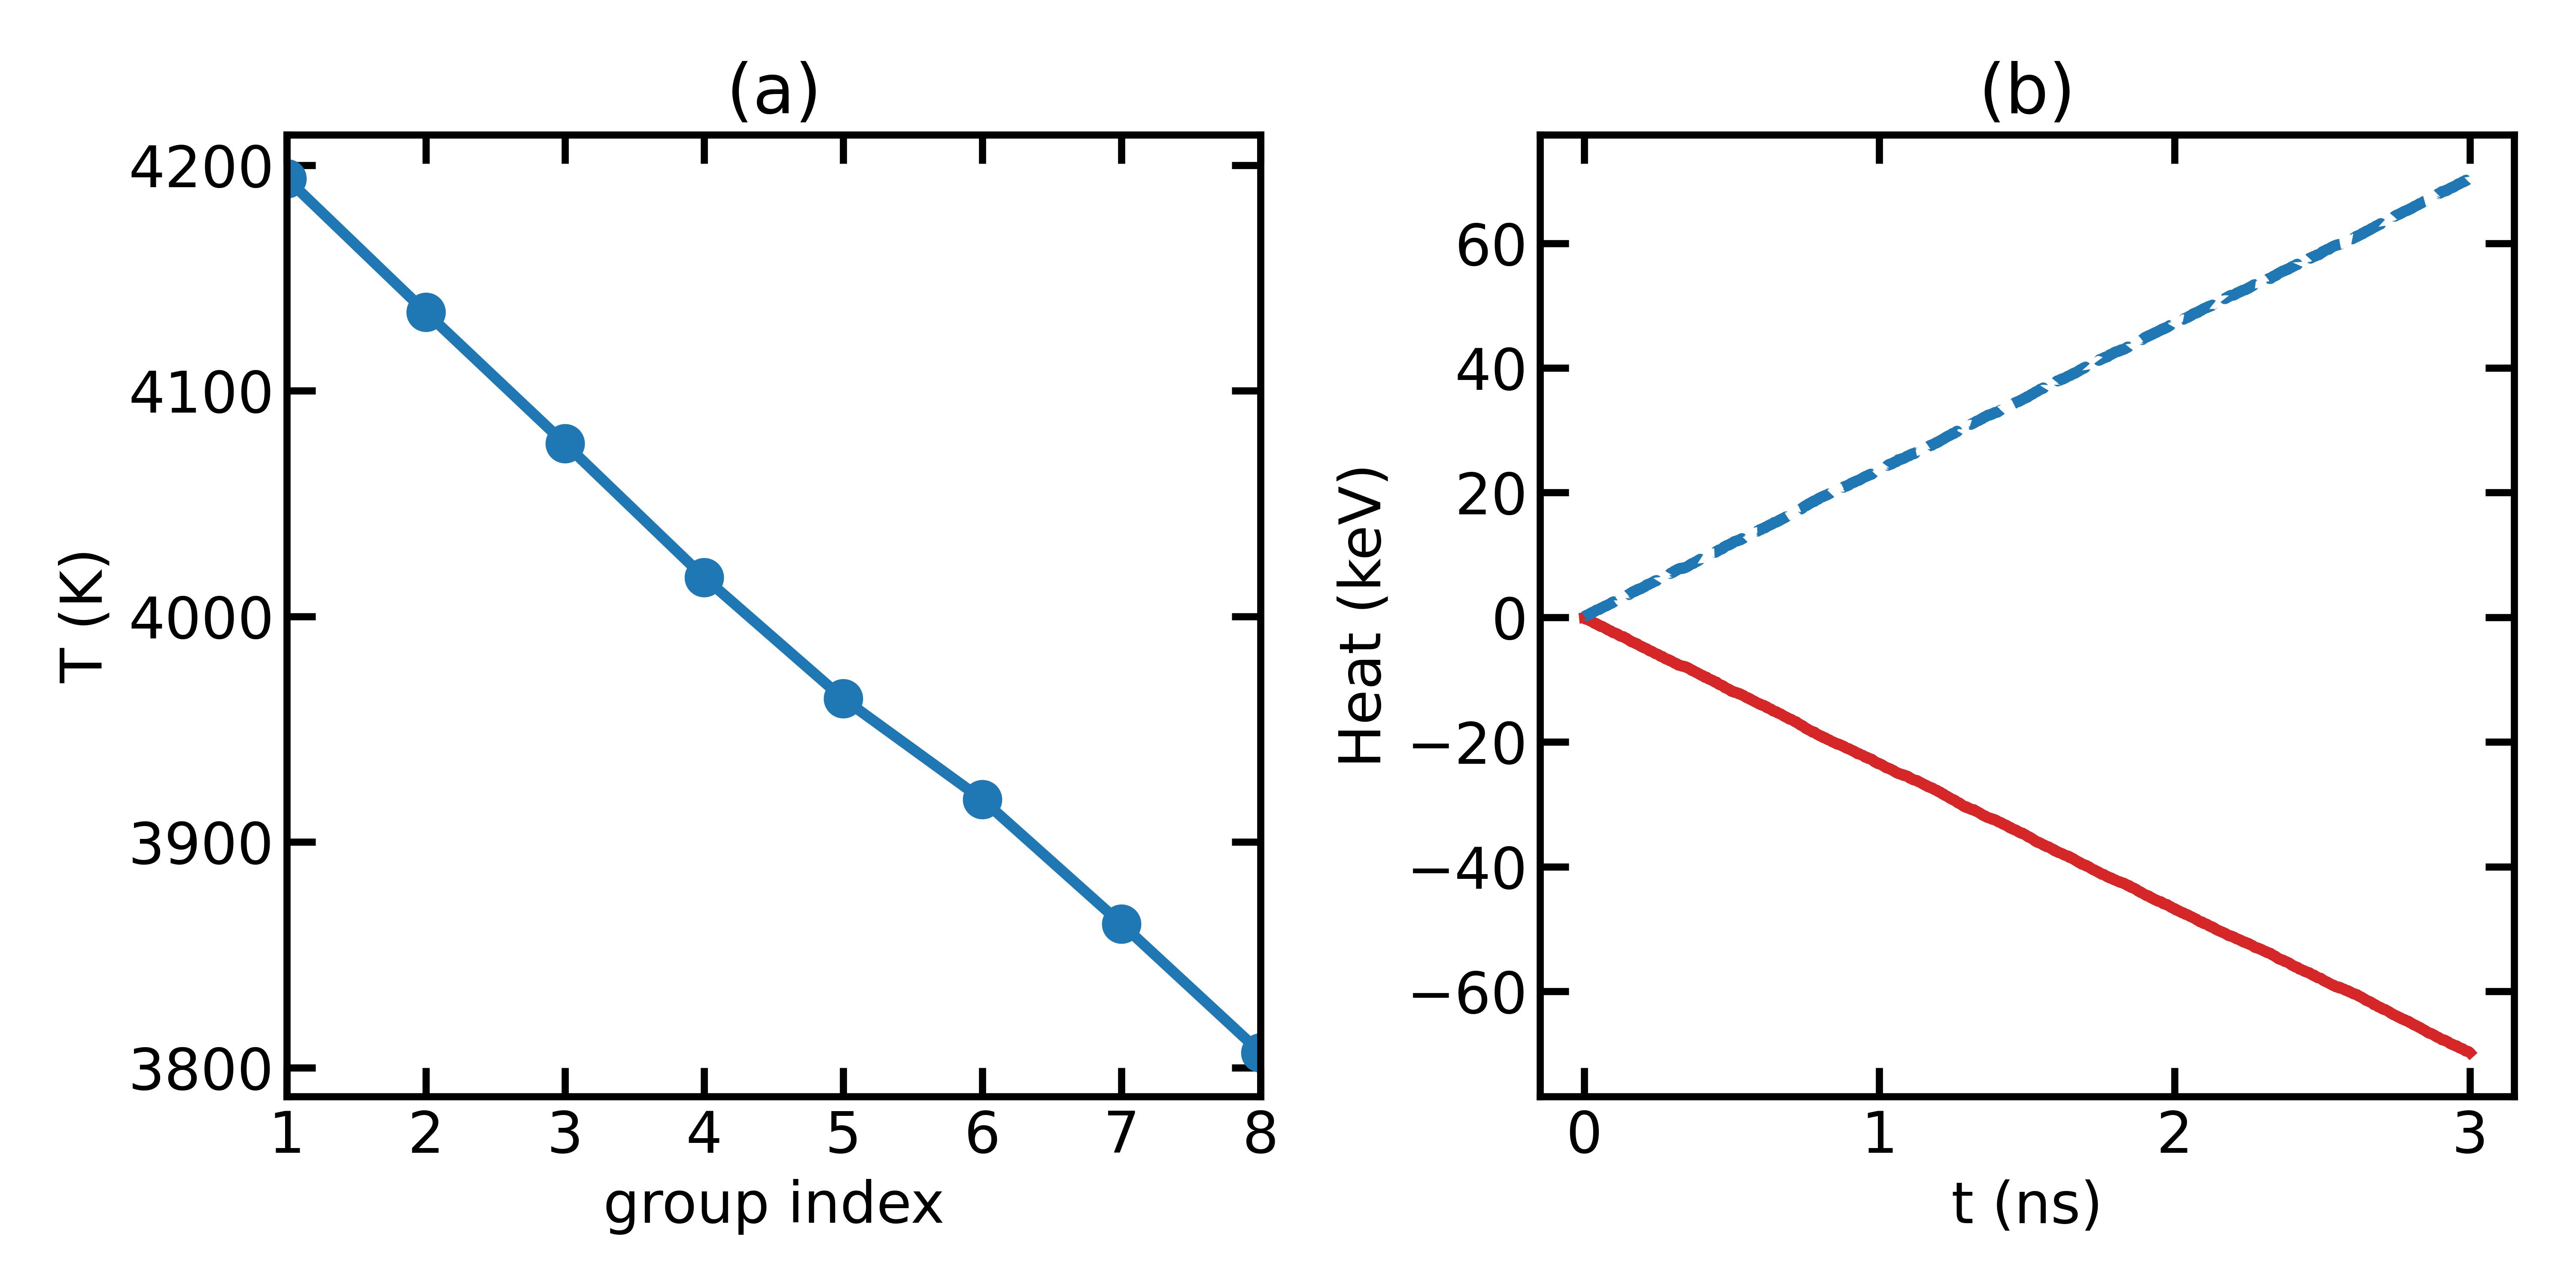 (a)
4200
4100
4000
3900
3800
T (K)
1 2 3 4 5 6 7 8
group index
(b)
60
40
20
0
−20
−40
−60
Heat (keV)
0 1 2 3
t (ns)